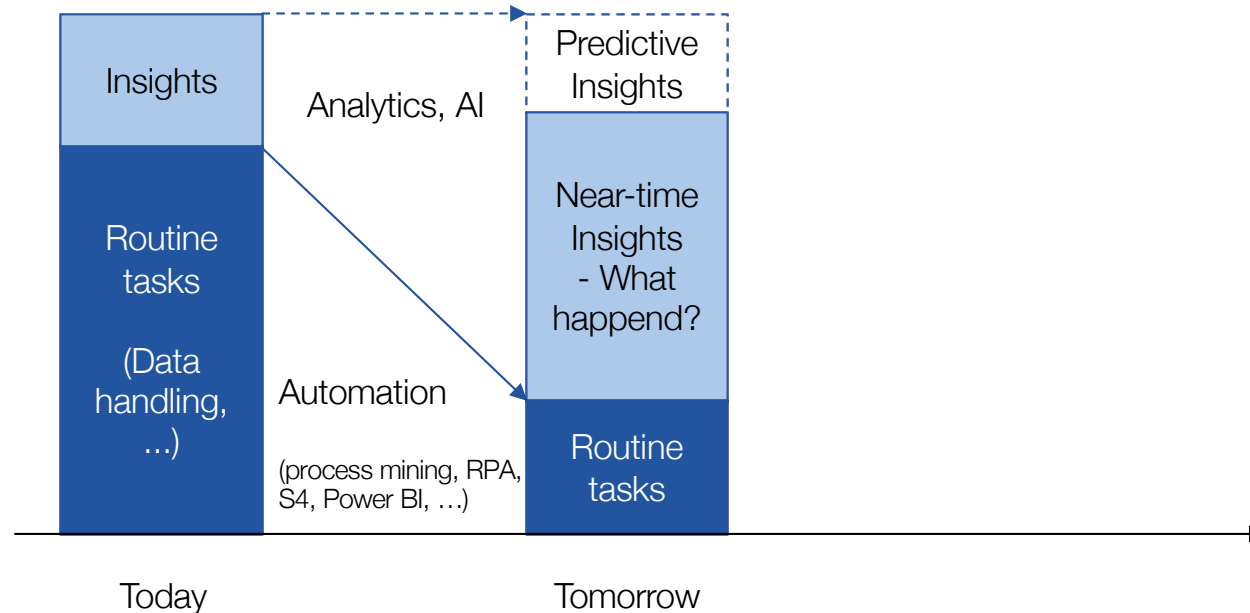 Insights
Routine
tasks
(Data
handling,
...)
Analytics, AI
Automation
(process mining, RPA,
S4, Power BI, ...)
Predictive
Insights
Near-time
Insights
- What
happend?
Routine
tasks
Today
Tomorrow